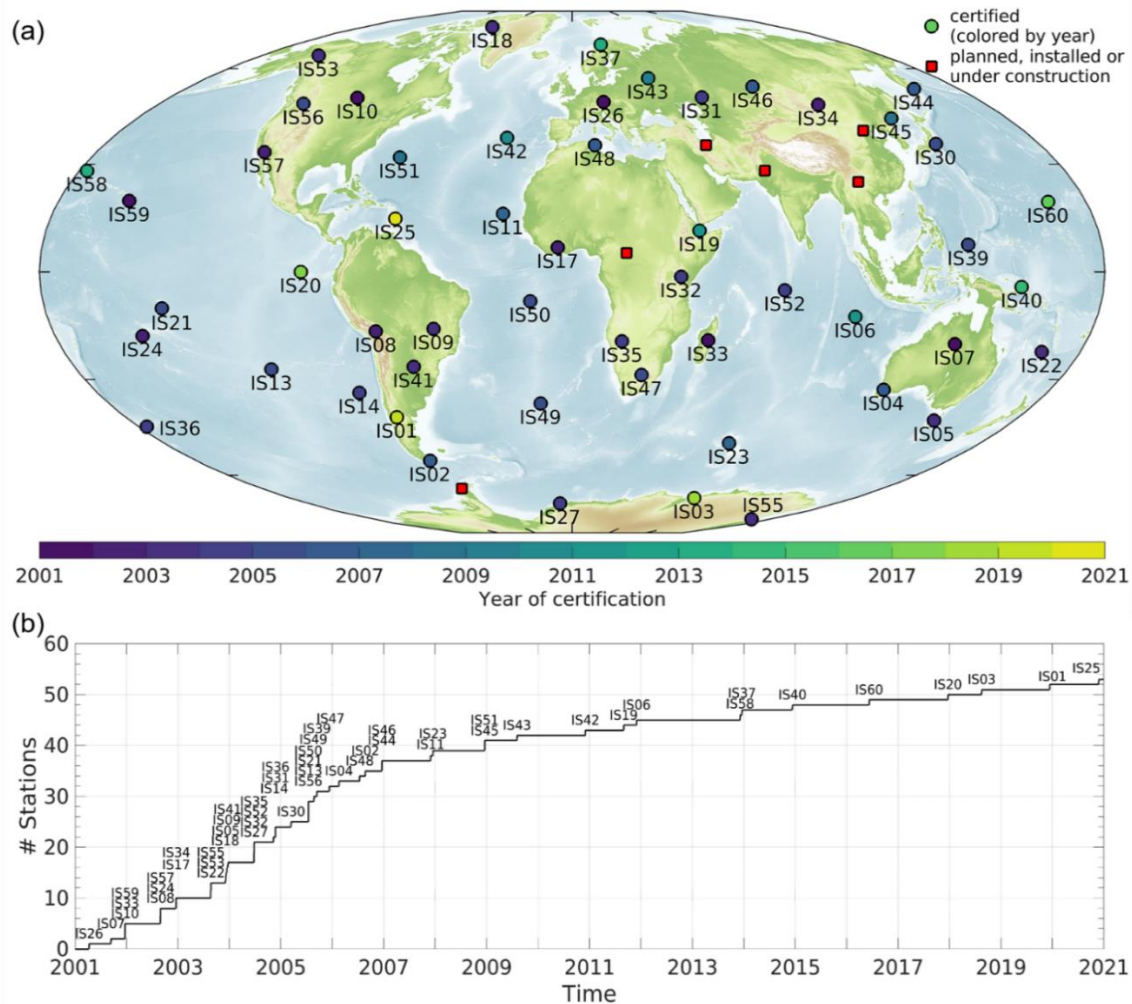 (a)
certified
(colored by year)
planned, installed or
under construction
IS18
IS37
IS53
IS43
IS46
IS44
IS56
IS10
IS26
IS31
IS34
IS45
IS57
IS51
IS42
IS48
IS30
IS58
IS59
IS25
IS11
IS19
IS60
IS17
IS39
IS20
IS32
IS52
IS40
IS21
IS50
IS06
IS24
IS08
IS09
IS35
IS33
IS07
IS22
IS13
IS41
IS47
IS14
IS49
IS04
IS01
IS36
IS05
IS02
IS23
IS27
IS03
IS55
2001 2003 2005 2007 2009 2011 2013 2015 2017 2019 2021
Year of certification
(b)
# Stations
60
50
40
30
20
10
0
IS26
IS07
IS59
IS33
IS10
IS57
IS24
IS08
IS34
IS17
IS55
IS53
IS22
IS41
IS09
IS05
IS18
IS35
IS52
IS32
IS27
IS36
IS31
IS14
IS30
IS50
IS21
IS13
IS56
IS47
IS39
IS49
IS04
IS02
IS48
IS46
IS44
IS23
IS11
IS51
IS45
IS43
IS42
IS19
IS06
IS37
IS58
IS40
IS60
IS20
IS03
IS01
IS25
2001 2003 2005 2007 2009 2011 2013 2015 2017 2019 2021
Time